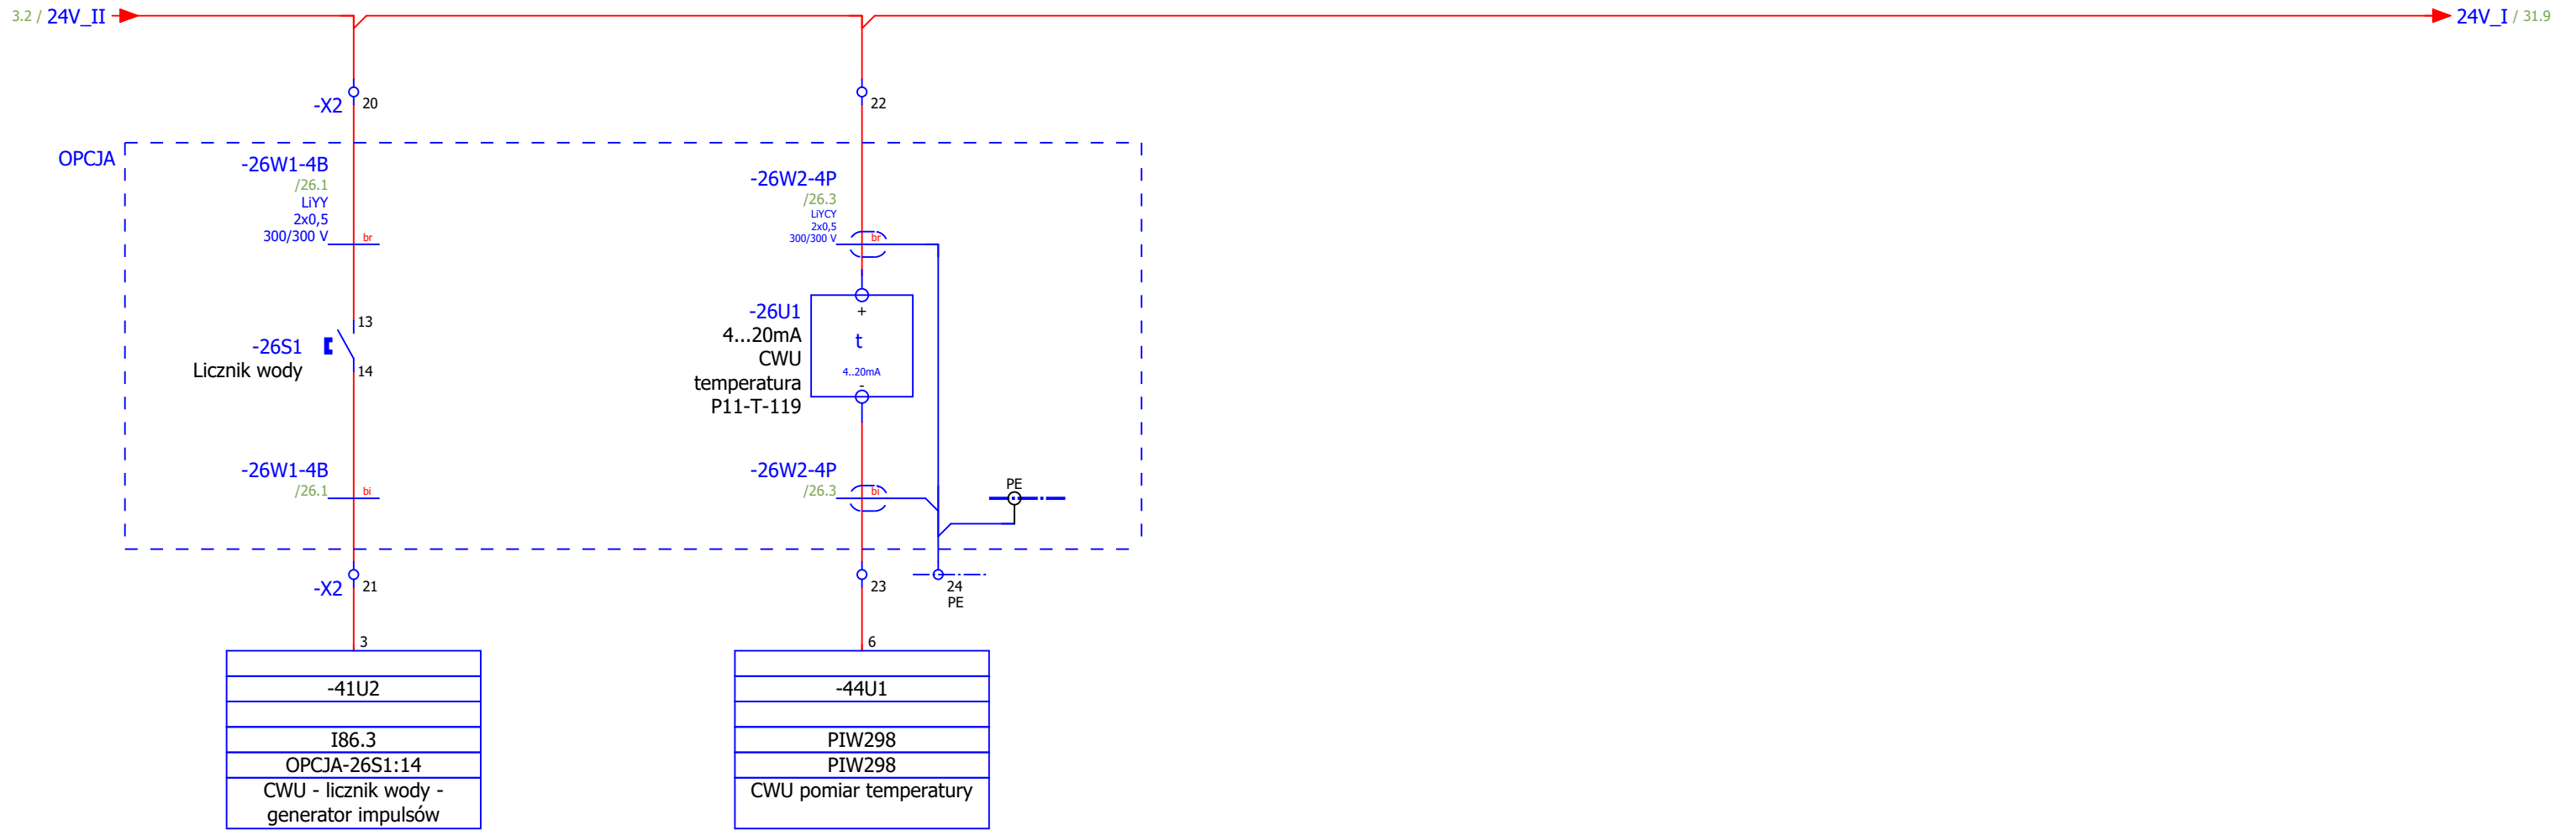 3.2 / 24V_II
24V_I / 31.9
-X2
20
22
OPCJA
-26W1-4B
/26.1
LiYY
2x0,5
300/300 V
br
-26W2-4P
/26.3
LiYCY
2x0,5
300/300 V
br
13
-26S1
Licznik wody
14
-26U1
4...20mA
CWU
temperatura
P11-T-119
+
t
4..20mA
-
-26W1-4B
/26.1
bi
-26W2-4P
/26.3
bi
PE
-X2
21
23
24
PE
3
-41U2
I86.3
OPCJA-26S1:14
CWU - licznik wody -
generator impulsów
6
-44U1
PIW298
PIW298
CWU pomiar temperatury